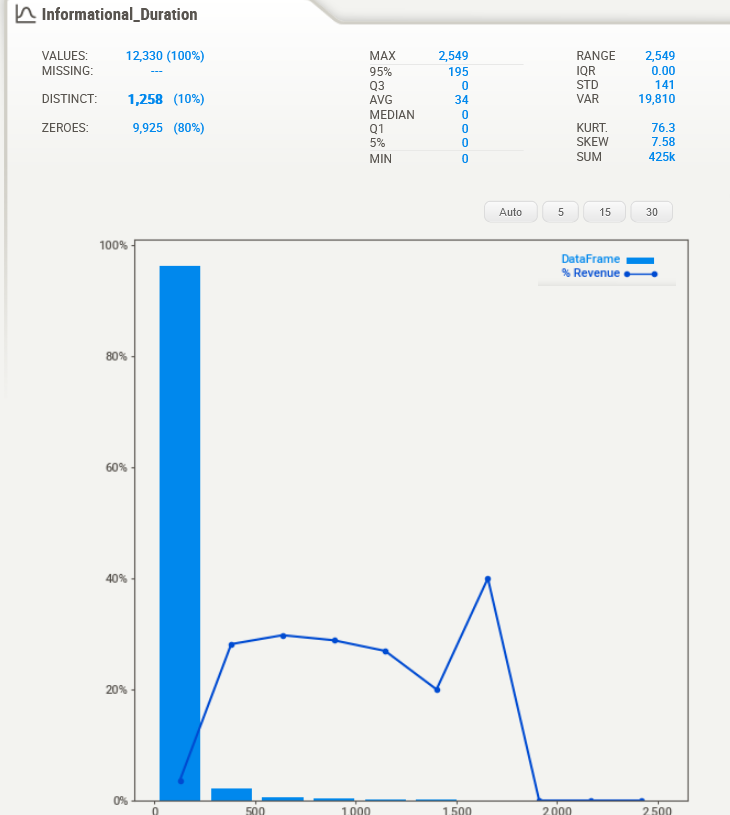 Informational_Duration
VALUES: 12,330 (100%)
MISSING: ---
DISTINCT: 1,258 (10%)
ZEROES: 9,925 (80%)
MAX 2,549
95% 195
Q3 0
AVG 34
MEDIAN 0
Q1 0
5% 0
MIN 0
RANGE 2,549
IQR 0.00
STD 141
VAR 19,810
KURT. 76.3
SKEW 7.58
SUM 425k
Auto 5 15 30
DataFrame
% Revenue
100%
80%
60%
40%
20%
0%
0 500 1,000 1,500 2,000 2,500